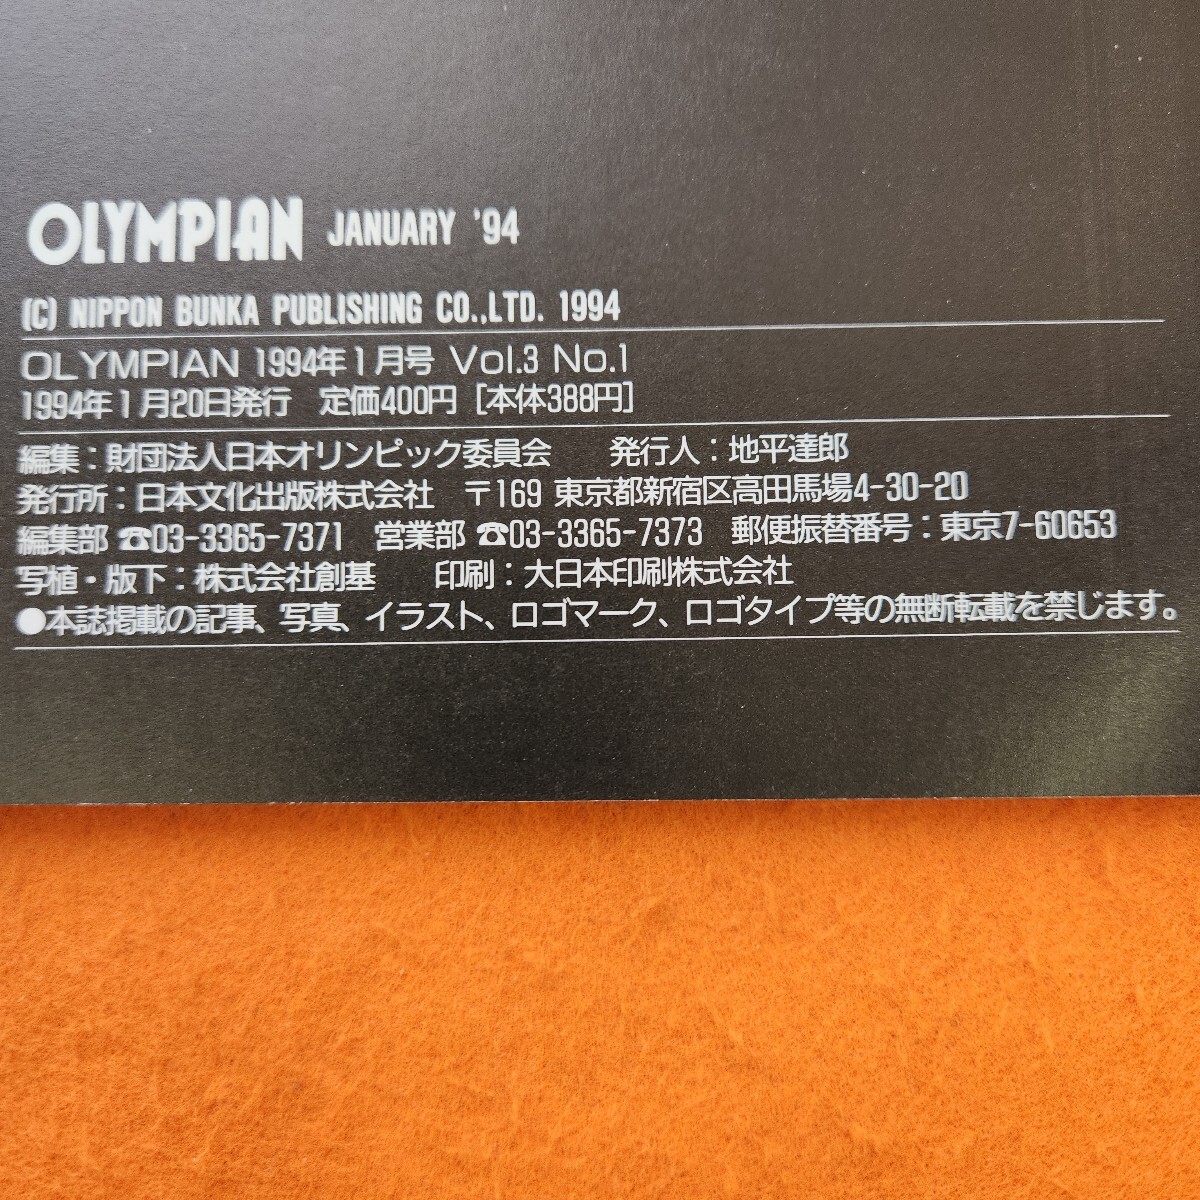 OLYMPIAN JANUARY '94
(C) NIPPON BUNKA PUBLISHING CO.,LTD. 1994
OLYMPIAN 1994年1月号 Vol.3 No.1
1994年1月20日発行　定価400円［本体388円］
編集：財団法人日本オリンピック委員会　　発行人：地平達郎
発行所：日本文化出版株式会社　〒169 東京都新宿区高田馬場4-30-20
編集部 ☎03-3365-7371　営業部 ☎03-3365-7373　郵便振替番号：東京7-60653
写植・版下：株式会社創基　　印刷：大日本印刷株式会社
●本誌掲載の記事、写真、イラスト、ロゴマーク、ロゴタイプ等の無断転載を禁じます。